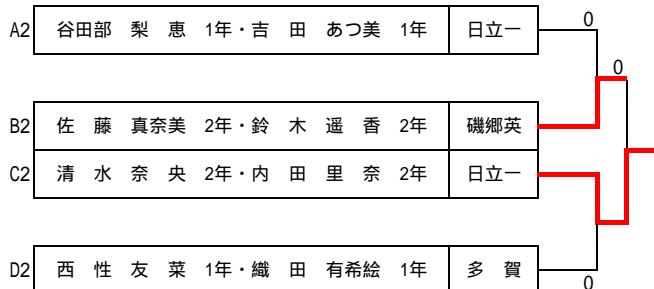 0
A2 谷田部 梨 恵 1年・吉 田 あつ美 1年 日立一
0
B2 佐 藤 真奈美 2年・鈴 木 遥 香 2年 磯郷英
C2 清 水 奈 央 2年・内 田 里 奈 2年 日立一
D2 西 性 友 菜 1年・織 田 有希絵 1年 多 賀
0